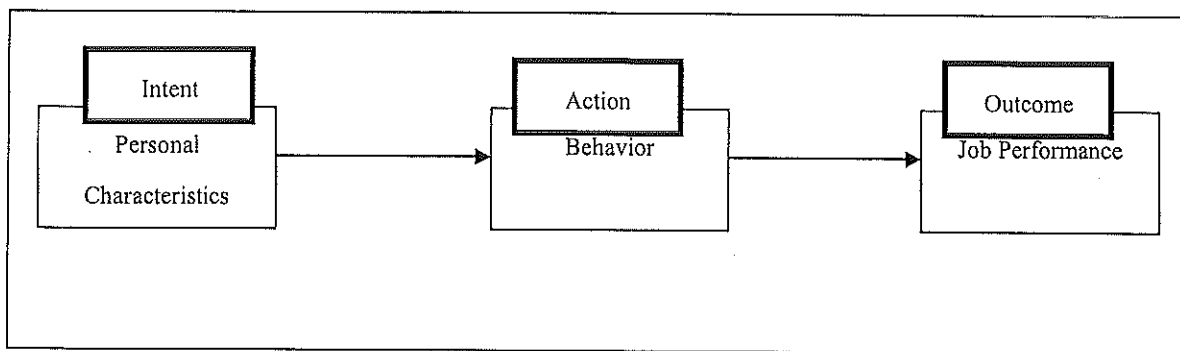 Intent
Personal
Characteristics
Action
Behavior
Outcome
Job Performance